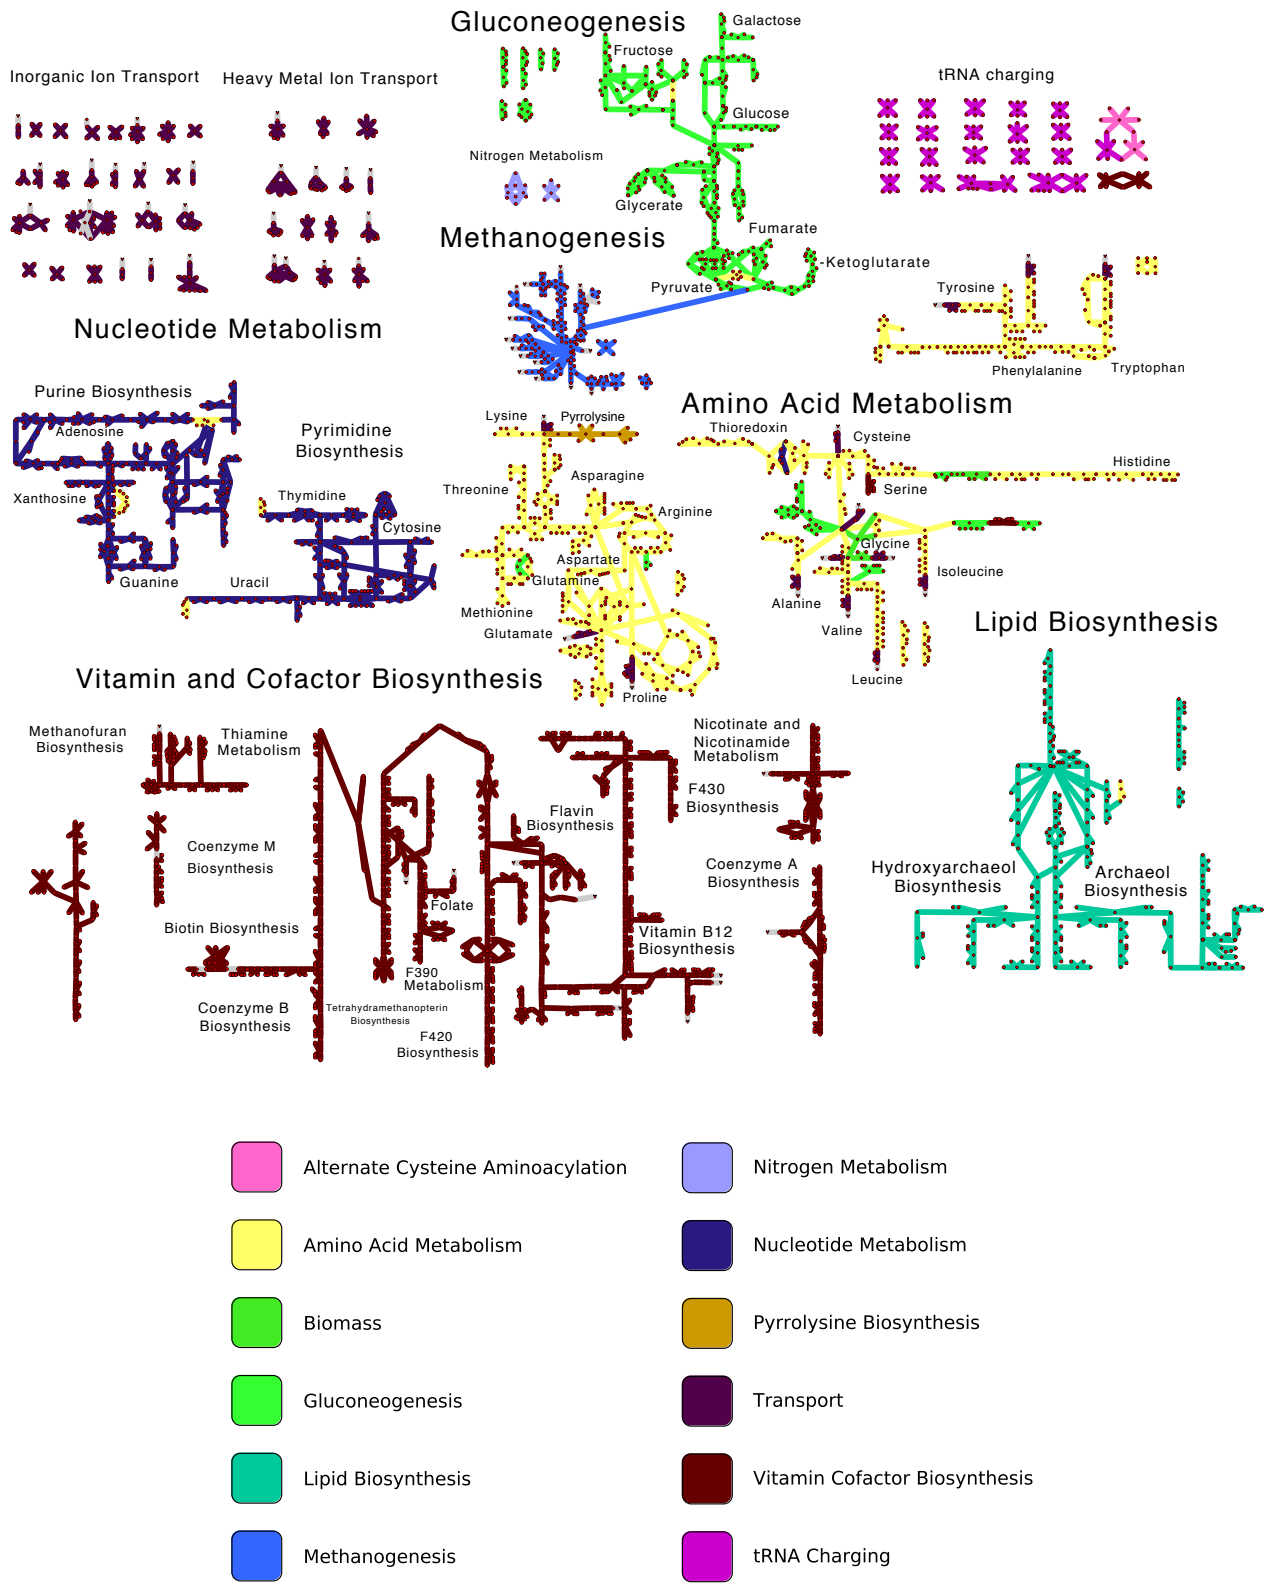 Gluconeogenesis
Galactose
Fructose
Inorganic Ion Transport
Heavy Metal Ion Transport
tRNA charging
Glucose
Nitrogen Metabolism
Glycerate
Methanogenesis
Fumarate
-Ketoglutarate
Pyruvate
Tyrosine
Phenylalanine
Tryptophan
Nucleotide Metabolism
Purine Biosynthesis
Adenosine
Pyrimidine
Biosynthesis
Xanthosine
Thymidine
Cytosine
Guanine
Uracil
Amino Acid Metabolism
Lysine
Pyrrolysine
Thioredoxin
Cysteine
Histidine
Serine
Asparagine
Threonine
Arginine
Glycine
Aspartate
Glutamine
Isoleucine
Methionine
Alanine
Glutamate
Valine
Leucine
Proline
Lipid Biosynthesis
Hydroxyarchaeol
Biosynthesis
Archaeol
Biosynthesis
Vitamin and Cofactor Biosynthesis
Methanofuran
Biosynthesis
Thiamine
Metabolism
Nicotinate and
Nicotinamide
Metabolism
F430
Biosynthesis
Flavin
Biosynthesis
Coenzyme M
Biosynthesis
Coenzyme A
Biosynthesis
Folate
Biotin Biosynthesis
Vitamin B12
Biosynthesis
F390
Metabolism
Coenzyme B
Biosynthesis
Tetrahydramethanopterin
Biosynthesis
F420
Biosynthesis
Alternate Cysteine Aminoacylation
Nitrogen Metabolism
Amino Acid Metabolism
Nucleotide Metabolism
Biomass
Pyrrolysine Biosynthesis
Gluconeogenesis
Transport
Lipid Biosynthesis
Vitamin Cofactor Biosynthesis
Methanogenesis
tRNA Charging